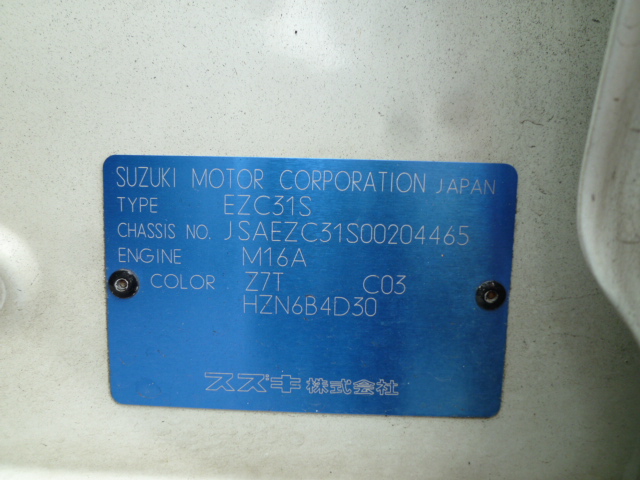 SUZUKI MOTOR CORPORATION JAPAN
TYPE EZC31S
CHASSIS NO. JSAEZC31S00204465
ENGINE M16A
COLOR Z7T C03
HZN6B4D30
スズキ株式会社